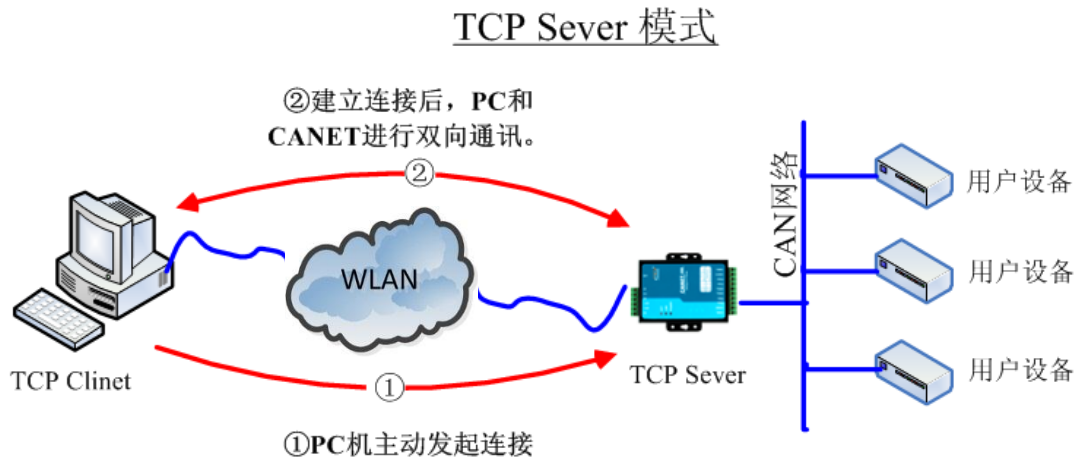 TCP Sever 模式
②建立连接后，PC和
CANET进行双向通讯。
②
CAN网络
用户设备
WLAN
用户设备
TCP Clinet
TCP Sever
用户设备
①
①PC机主动发起连接